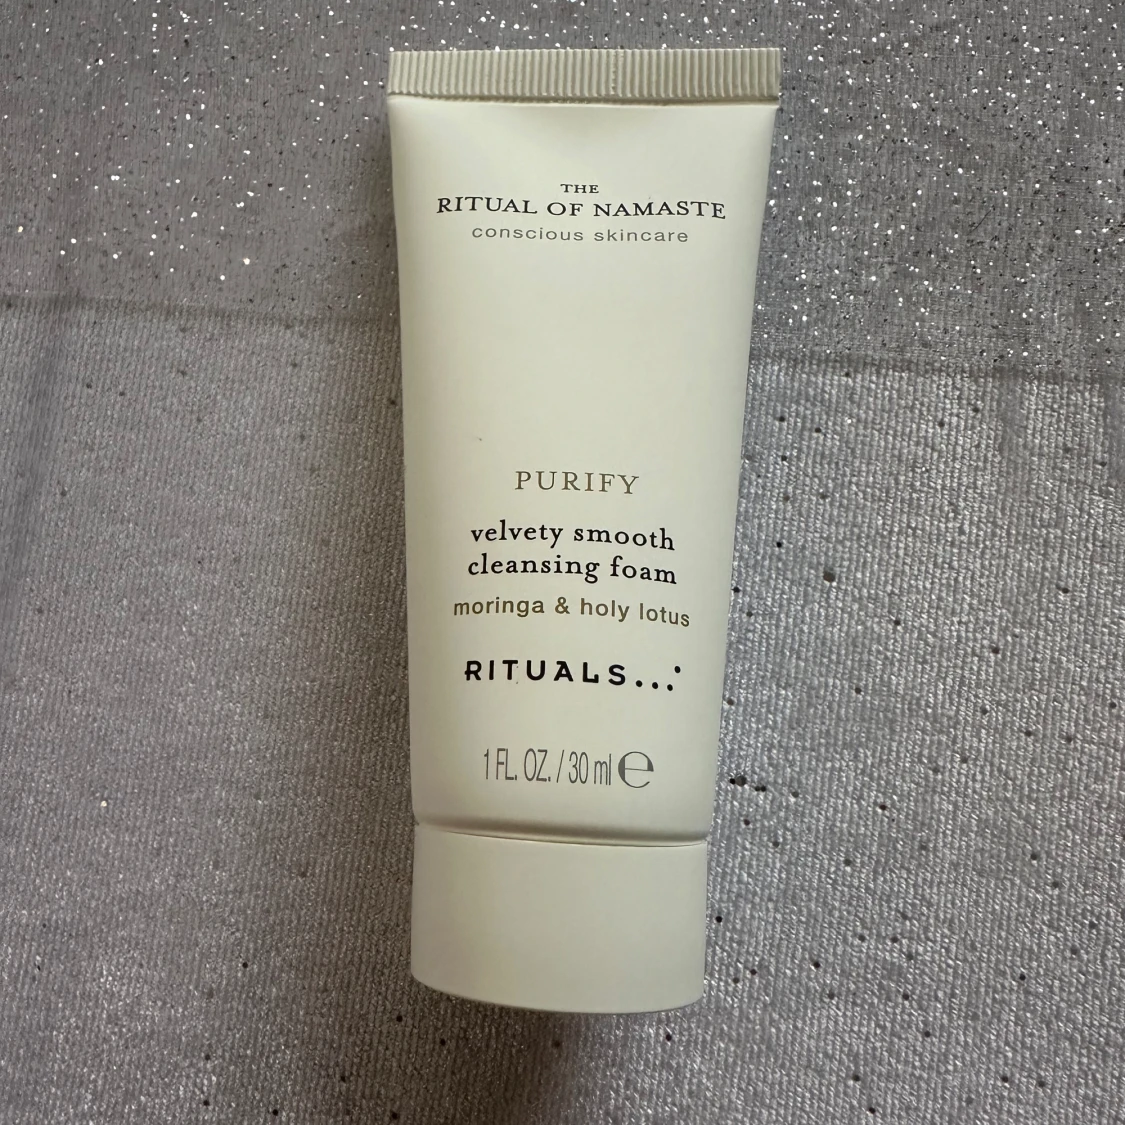 THE
RITUAL OF NAMASTE
conscious skincare
PURIFY
velvety smooth
cleansing foam
moringa & holy lotus
RITUALS...
1 FL. OZ. / 30 ml ℮